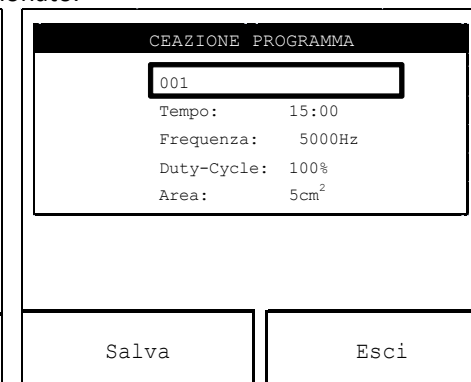 CEAZIONE PROGRAMMA
001
Tempo: 15:00
Frequenza: 5000Hz
Duty-Cycle: 100%
Area: 5cm²
Salva Esci